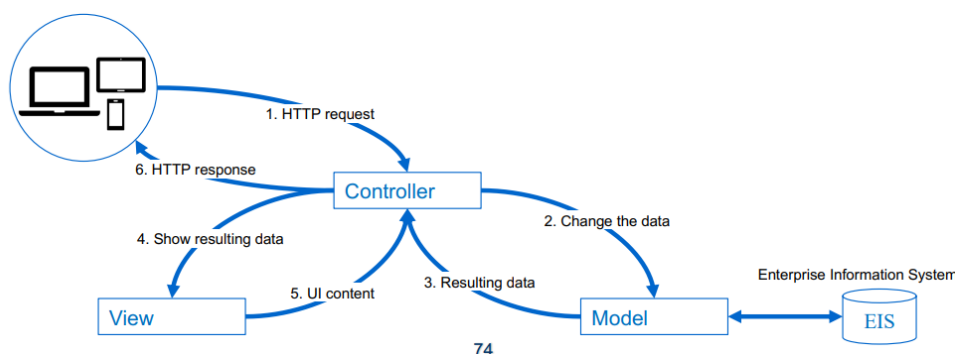 1. HTTP request
6. HTTP response
Controller
2. Change the data
4. Show resulting data
3. Resulting data
Enterprise Information System
5. UI content
View
Model
EIS
74